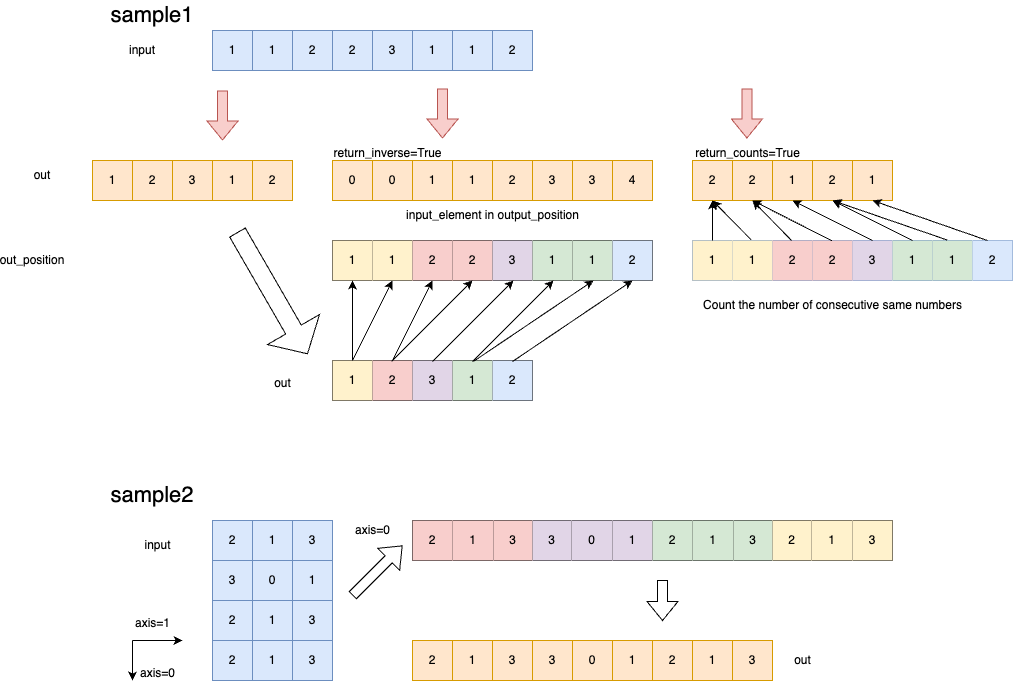 sample1
input
1 1 2 2 3 1 1 2
return_inverse=True
return_counts=True
out
1 2 3 1 2
0 0 1 1 2 3 3 4
2 2 1 2 1
input_element in output_position
out_position
1 1 2 2 3 1 1 2
1 1 2 2 3 1 1 2
Count the number of consecutive same numbers
out
1 2 3 1 2
sample2
input
2 1 3
3 0 1
2 1 3
2 1 3
axis=1
axis=0
axis=0
2 1 3 3 0 1 2 1 3 2 1 3
2 1 3 3 0 1 2 1 3
out